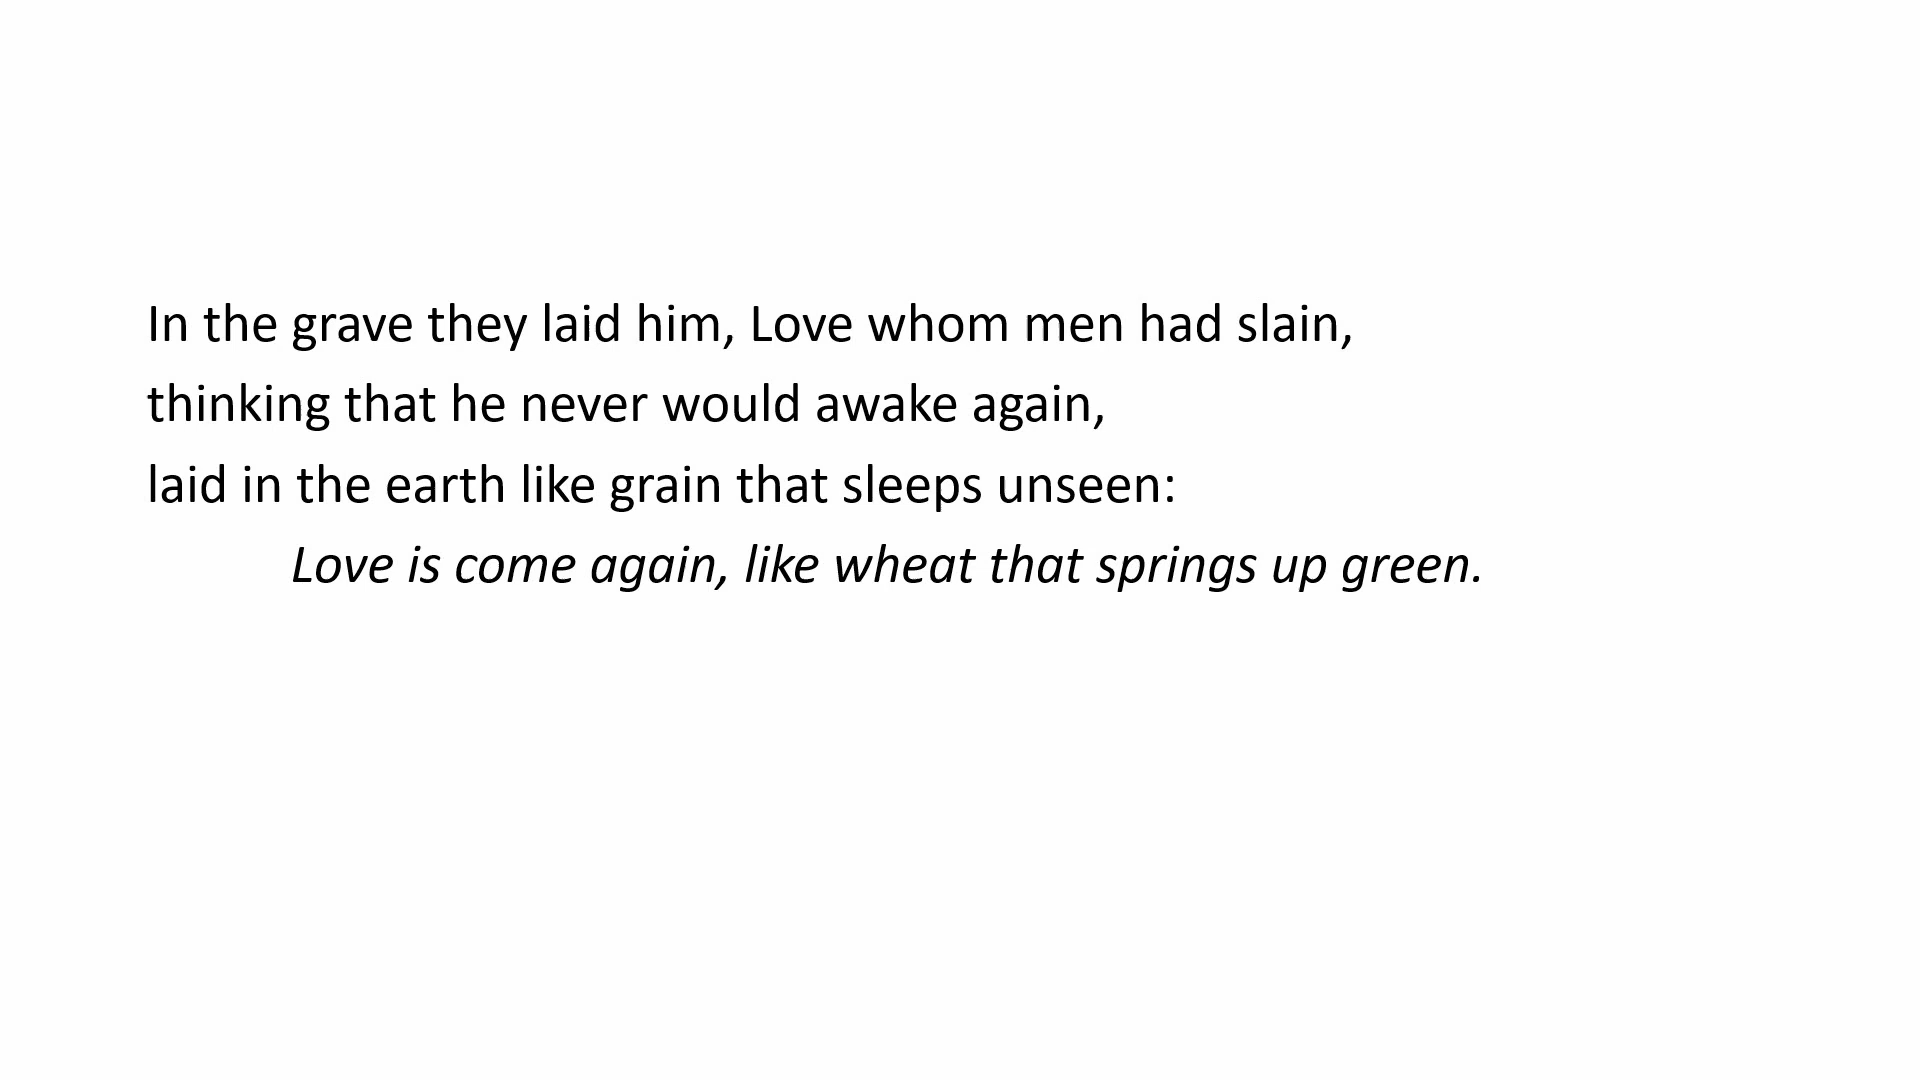 In the grave they laid him, Love whom men had slain,
thinking that he never would awake again,
laid in the earth like grain that sleeps unseen:
Love is come again, like wheat that springs up green.